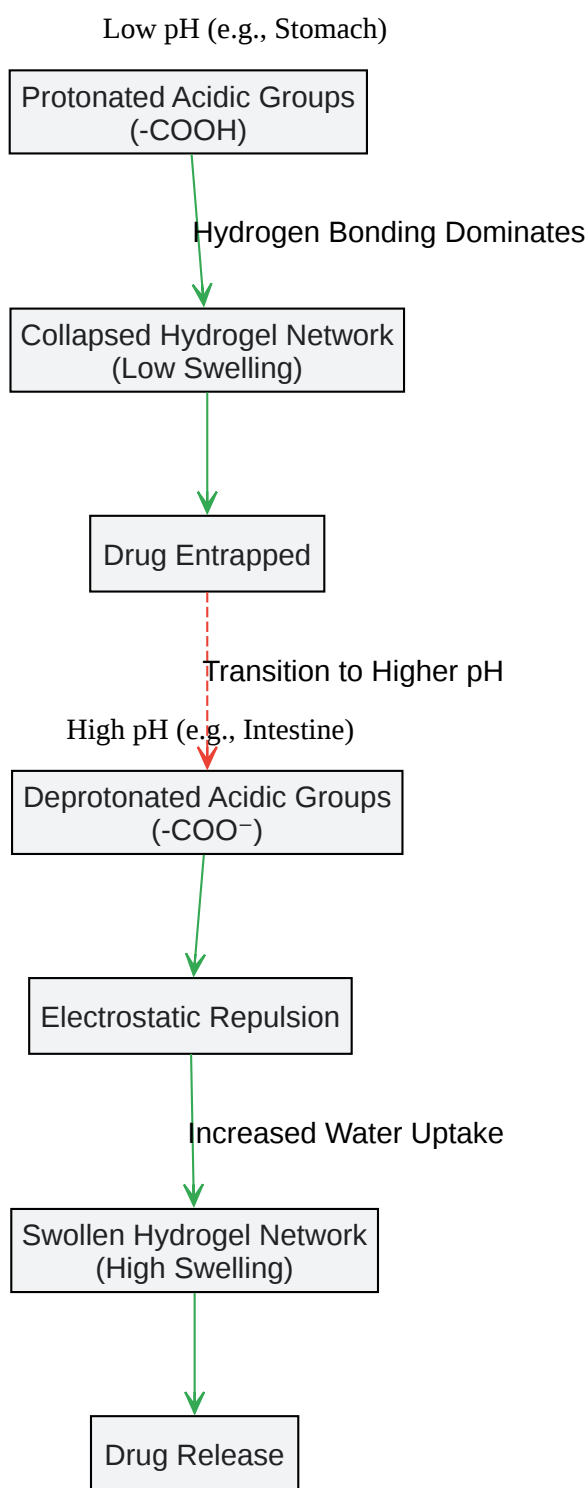 Low pH (e.g., Stomach)
Protonated Acidic Groups
(-COOH)
Hydrogen Bonding Dominates
Collapsed Hydrogel Network
(Low Swelling)
Drug Entrapped
Transition to Higher pH
High pH (e.g., Intestine)
Deprotonated Acidic Groups
(-COO⁻)
Electrostatic Repulsion
Increased Water Uptake
Swollen Hydrogel Network
(High Swelling)
Drug Release